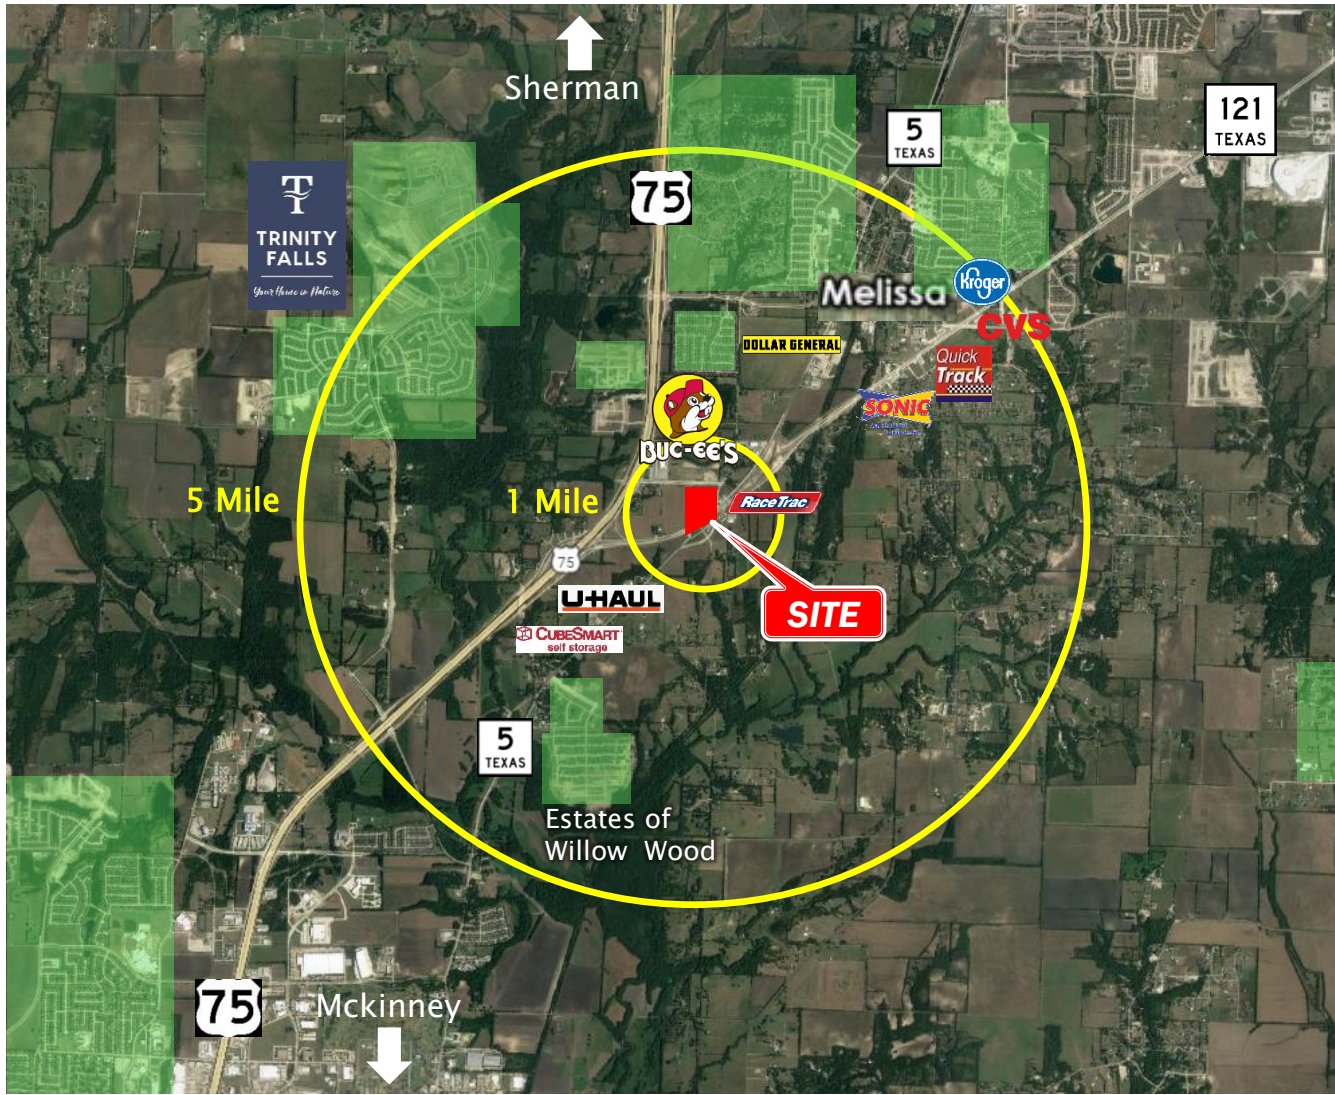 Sherman
121
TEXAS
5
TEXAS
75
T
TRINITY
FALLS
Your Home in Nature
Melissa
Kroger
CVS
DOLLAR GENERAL
Quick
Track
SONIC
BUC-EE'S
5 Mile
1 Mile
RaceTrac
75
U-HAUL
SITE
CUBESMART
self storage
5
TEXAS
Estates of
Willow Wood
75
Mckinney